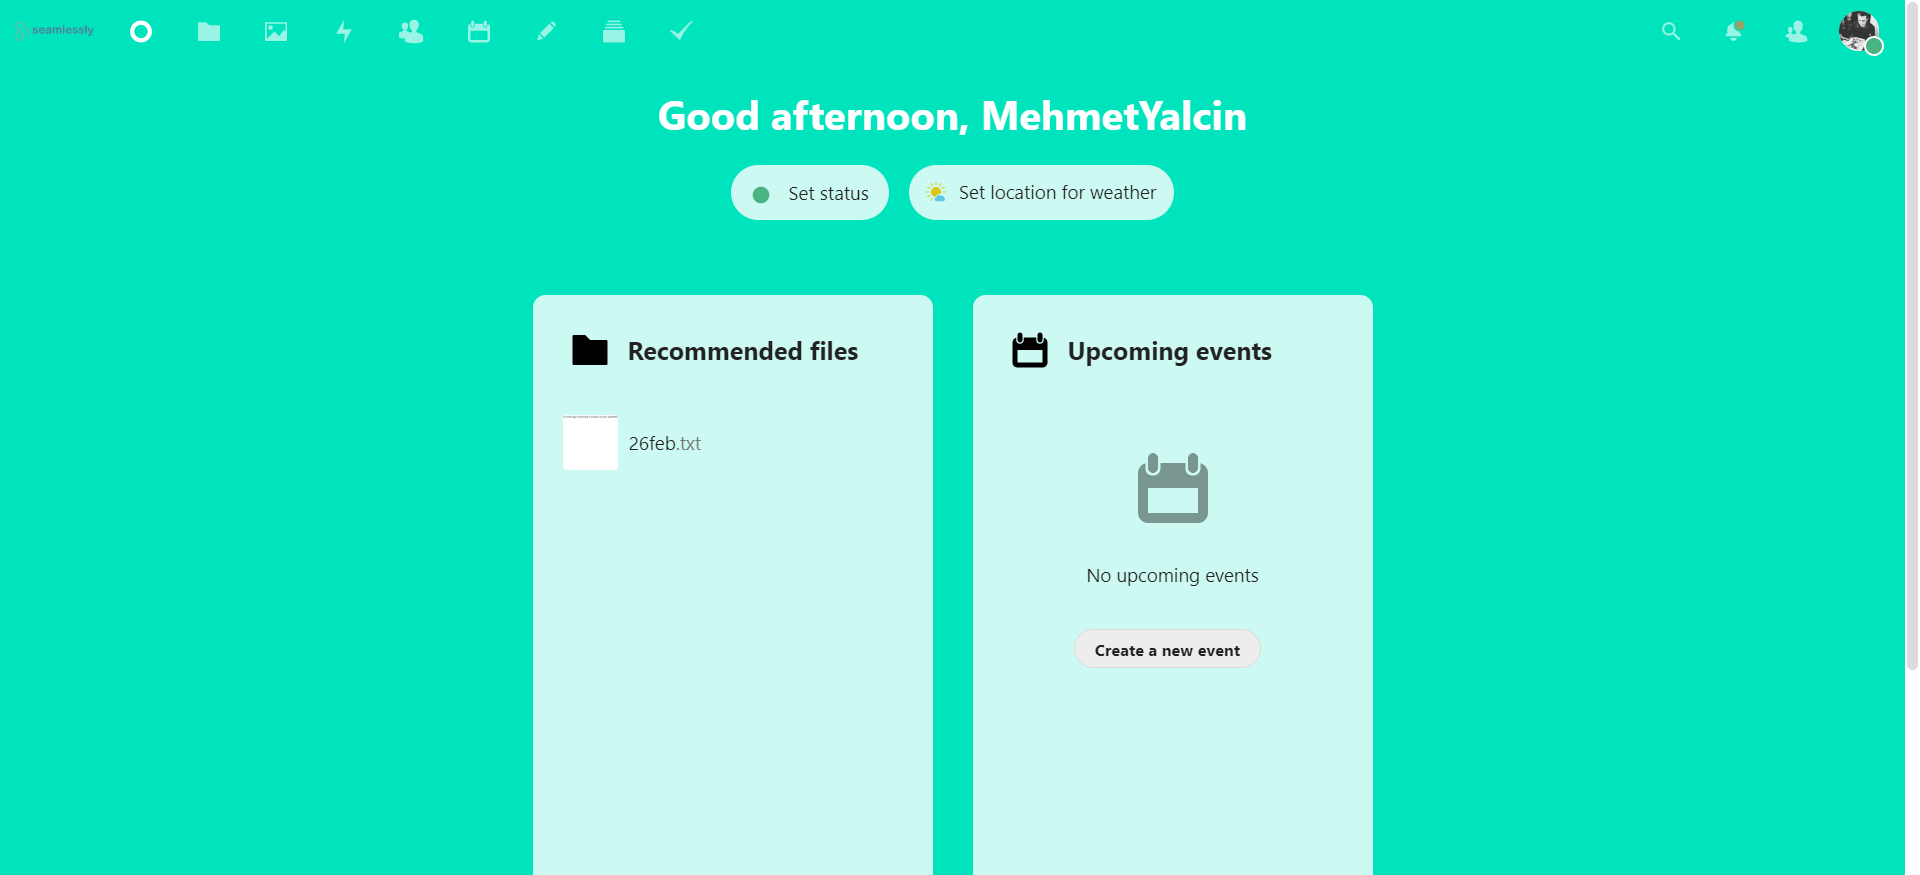 seamlessly
Good afternoon, MehmetYalcin
Set status
Set location for weather
Recommended files
26feb.txt
Upcoming events
No upcoming events
Create a new event